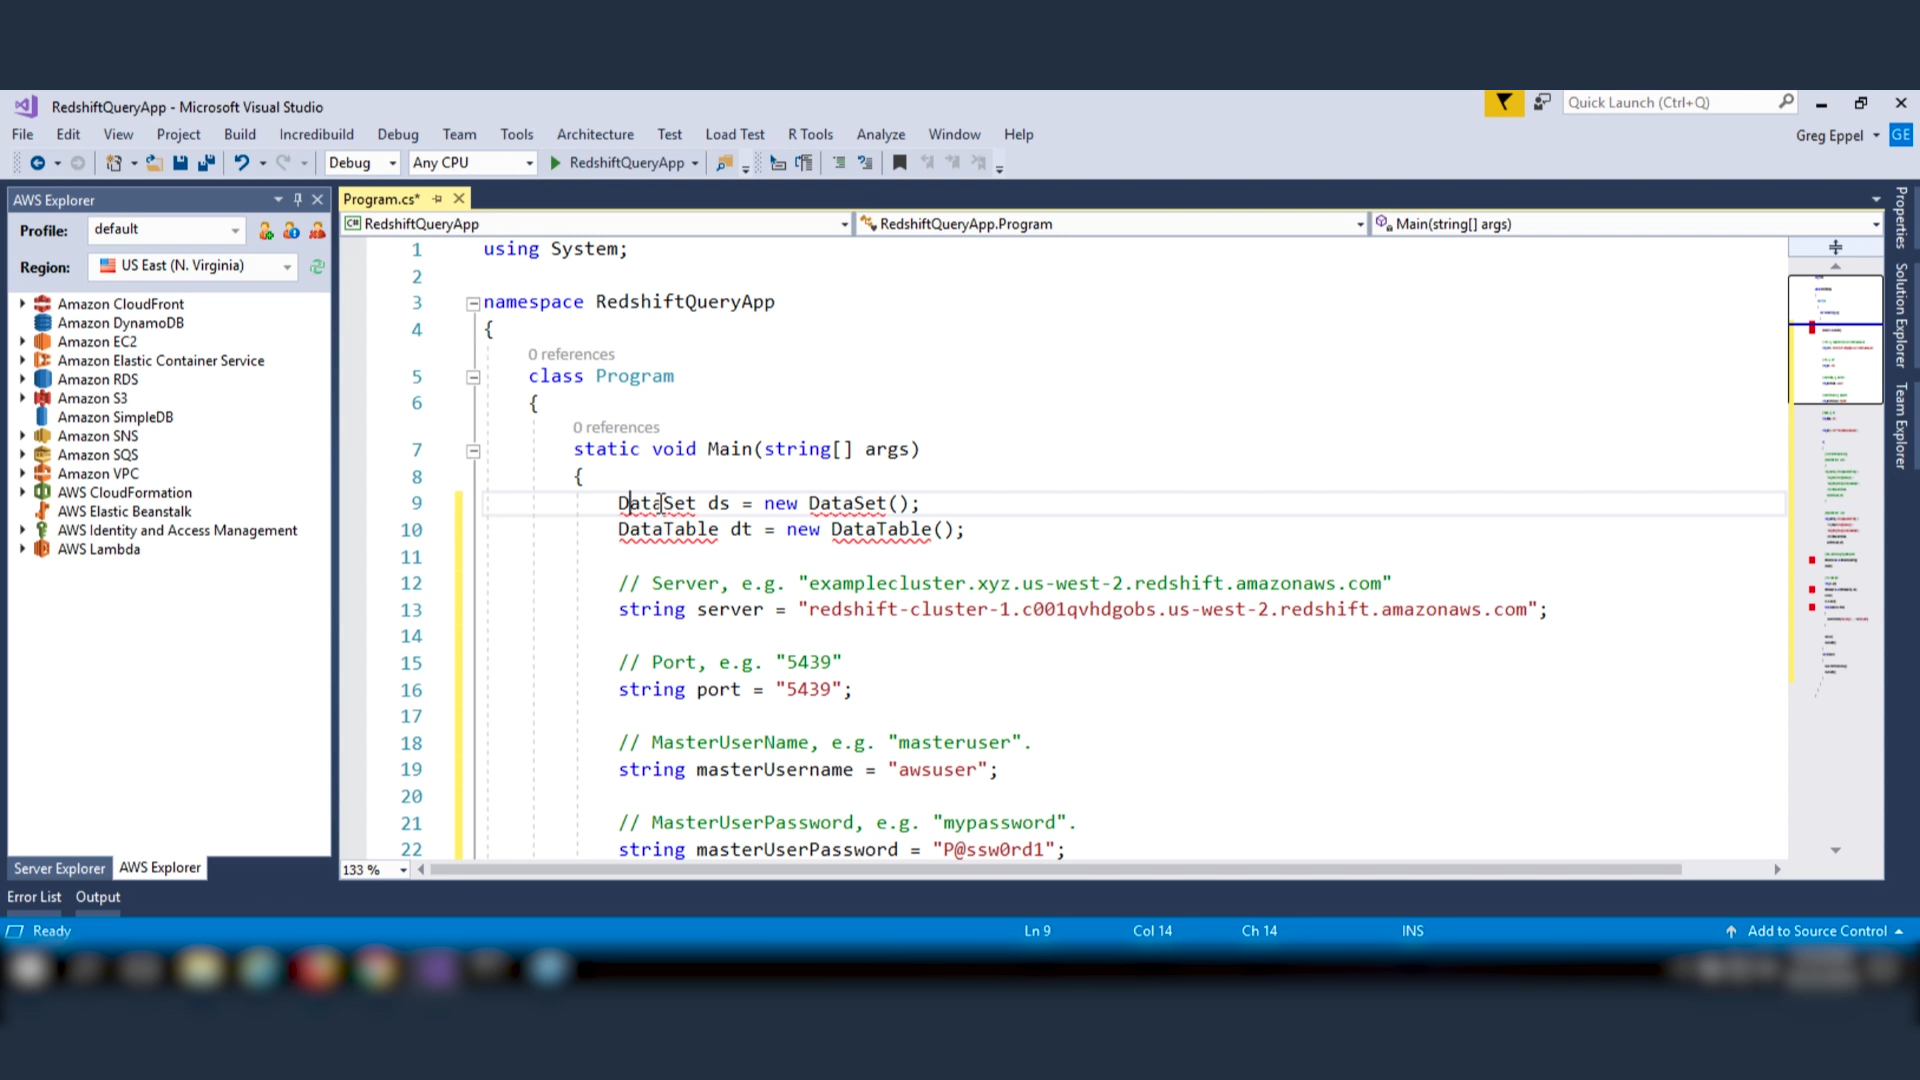 RedshiftQueryApp - Microsoft Visual Studio
Quick Launch (Ctrl+Q)
File Edit View Project Build Incredibuild Debug Team Tools Architecture Test Load Test R Tools Analyze Window Help
Greg Eppel GE
Debug Any CPU RedshiftQueryApp
AWS Explorer
Profile: default
Region: US East (N. Virginia)
Amazon CloudFront
Amazon DynamoDB
Amazon EC2
Amazon Elastic Container Service
Amazon RDS
Amazon S3
Amazon SimpleDB
Amazon SNS
Amazon SQS
Amazon VPC
AWS CloudFormation
AWS Elastic Beanstalk
AWS Identity and Access Management
AWS Lambda
Server Explorer AWS Explorer
Program.cs*
RedshiftQueryApp RedshiftQueryApp.Program Main(string[] args)
1 using System;
2
3 namespace RedshiftQueryApp
4 {
0 references
5 class Program
6 {
0 references
7 static void Main(string[] args)
8 {
9 DataSet ds = new DataSet();
10 DataTable dt = new DataTable();
11
12 // Server, e.g. "examplecluster.xyz.us-west-2.redshift.amazonaws.com"
13 string server = "redshift-cluster-1.c001qvhdgobs.us-west-2.redshift.amazonaws.com";
14
15 // Port, e.g. "5439"
16 string port = "5439";
17
18 // MasterUserName, e.g. "masteruser".
19 string masterUsername = "awsuser";
20
21 // MasterUserPassword, e.g. "mypassword".
22 string masterUserPassword = "P@ssw0rd1";
133 %
Properties
Solution Explorer
Team Explorer
Error List Output
Ready Ln 9 Col 14 Ch 14 INS Add to Source Control